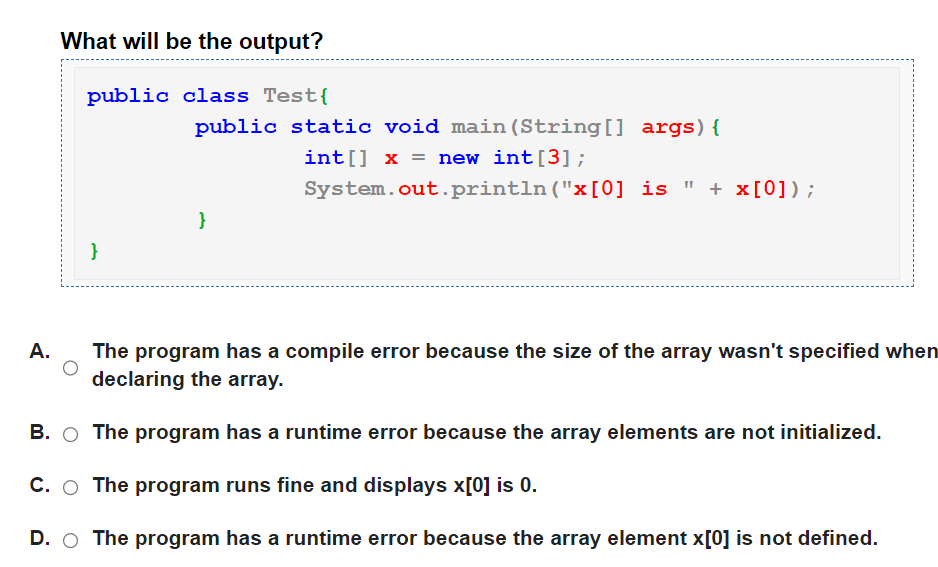 What will be the output?
public class Test{
public static void main(String[] args){
int[] x = new int[3];
System.out.println("x[0] is " + x[0]);
}
}
A. The program has a compile error because the size of the array wasn't specified when
declaring the array.
B. The program has a runtime error because the array elements are not initialized.
C. The program runs fine and displays x[0] is 0.
D. The program has a runtime error because the array element x[0] is not defined.